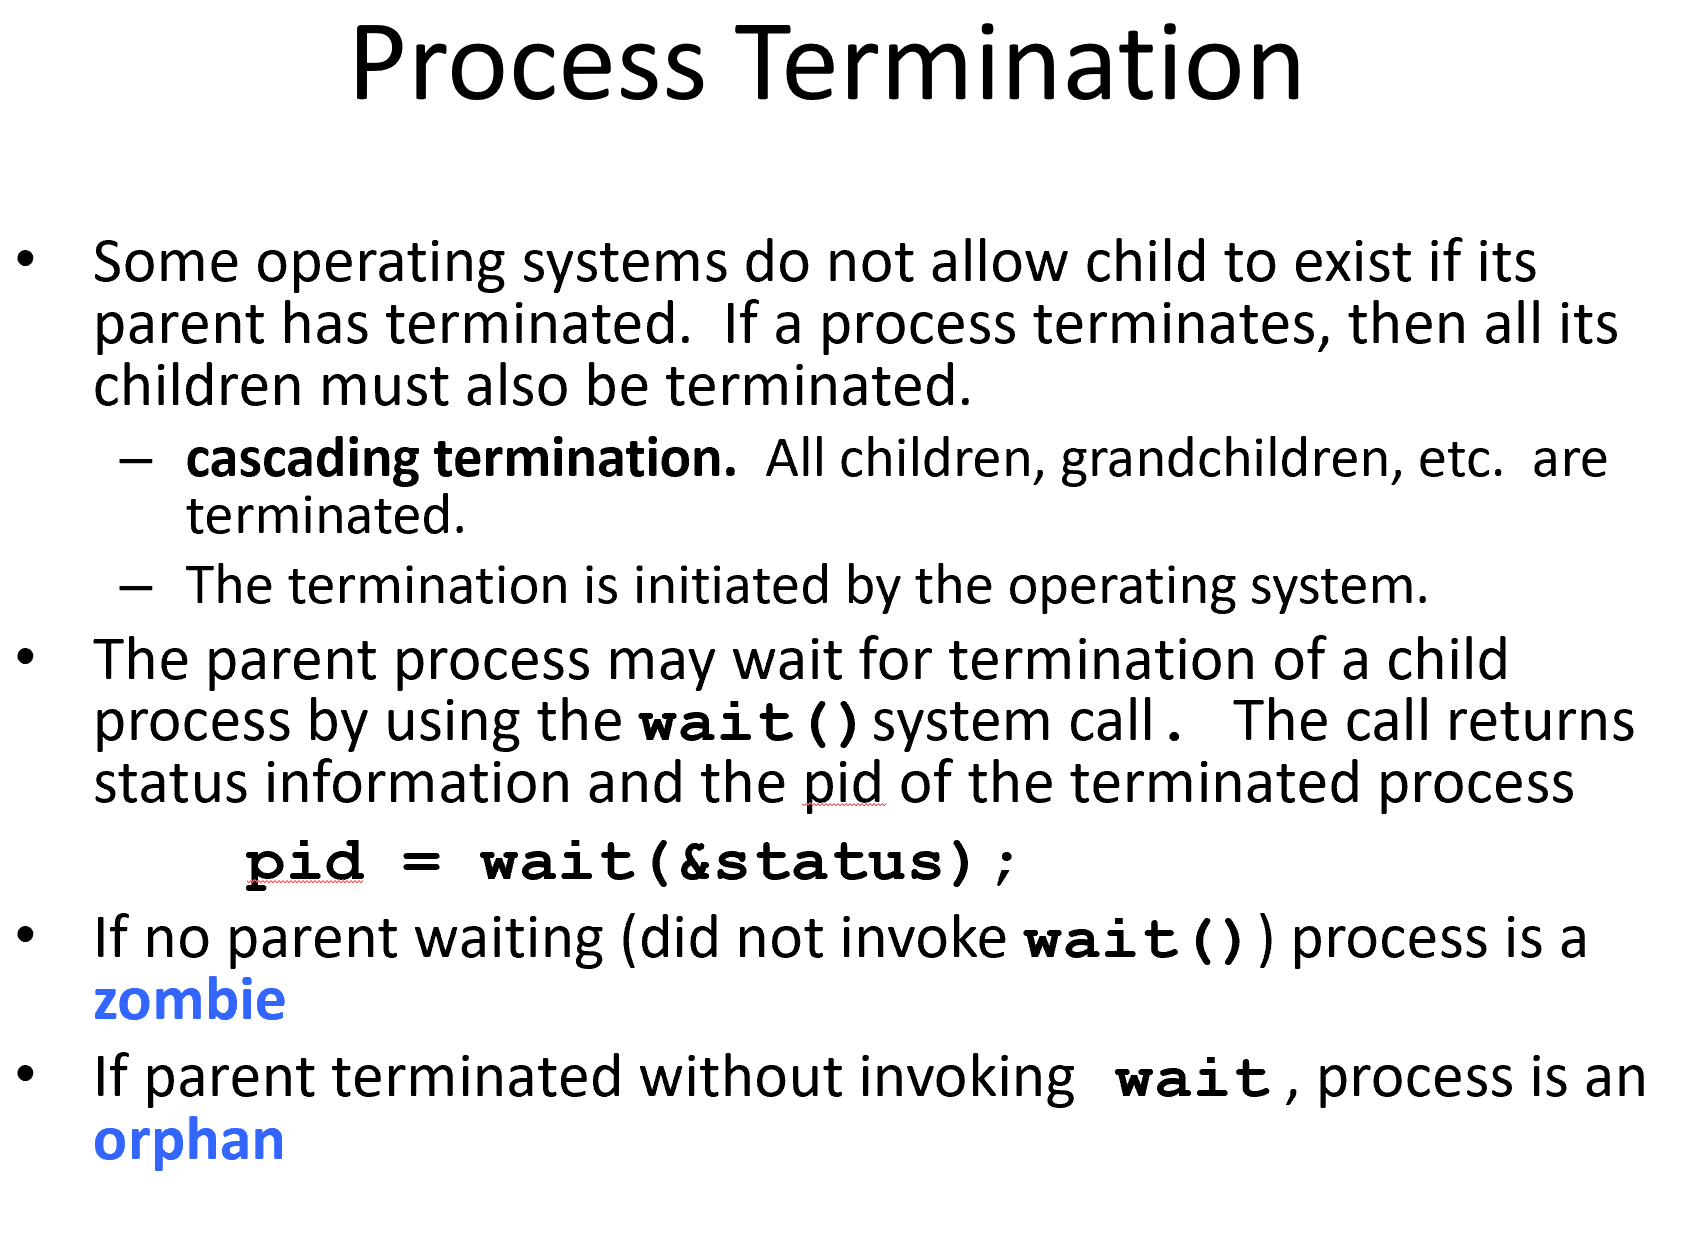 Process Termination
• Some operating systems do not allow child to exist if its
parent has terminated.  If a process terminates, then all its
children must also be terminated.
– cascading termination.  All children, grandchildren, etc.  are
terminated.
– The termination is initiated by the operating system.
• The parent process may wait for termination of a child
process by using the wait()system call.  The call returns
status information and the pid of the terminated process
pid = wait(&status);
• If no parent waiting (did not invoke wait()) process is a
zombie
• If parent terminated without invoking wait, process is an
orphan